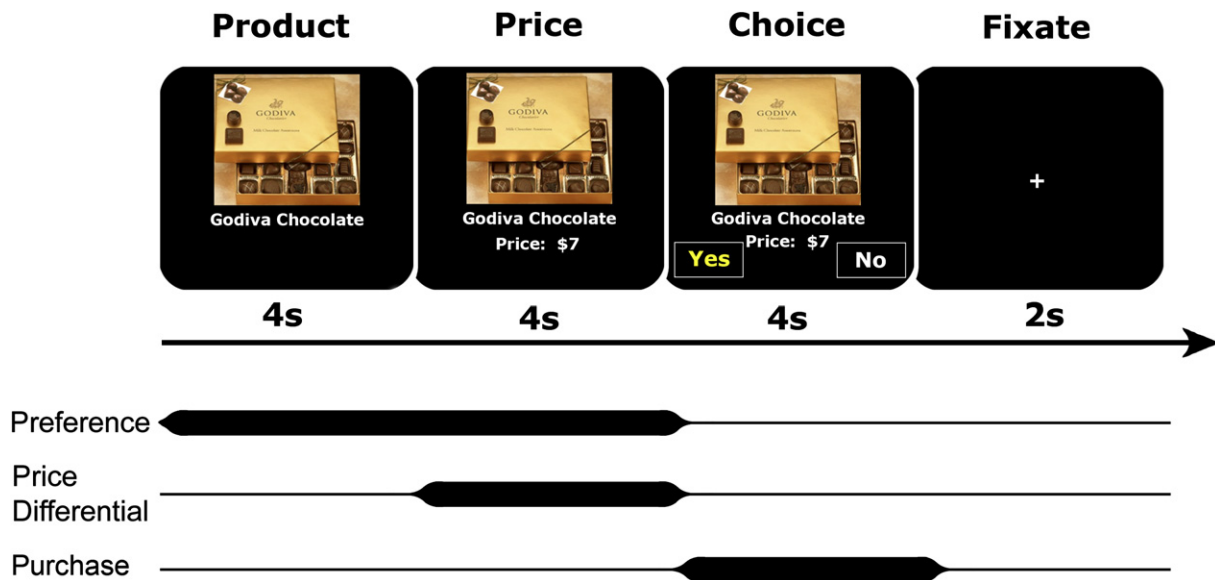 Product Price Choice Fixate
GODIVA
Godiva Chocolate
GODIVA
Godiva Chocolate
Price: $7
GODIVA
Godiva Chocolate
Price: $7
Yes
No
+
4s 4s 4s 2s
Preference
Price
Differential
Purchase